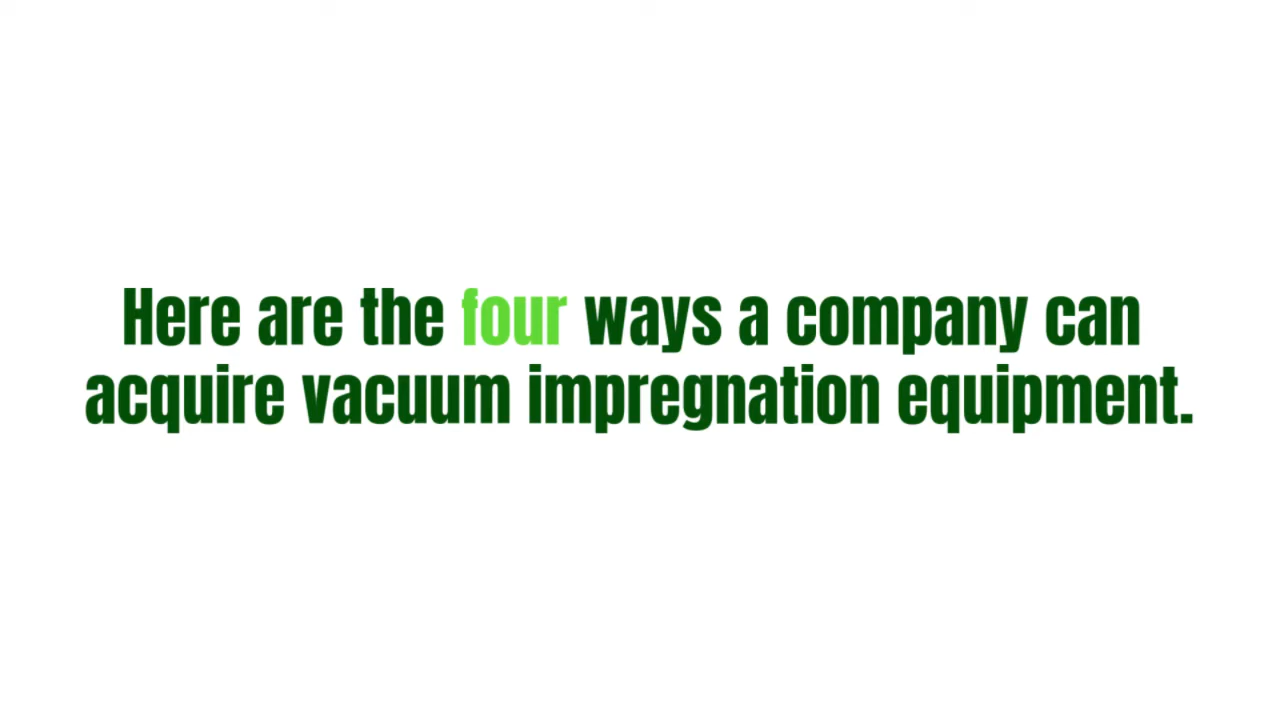 Here are the four ways a company can
acquire vacuum impregnation equipment.